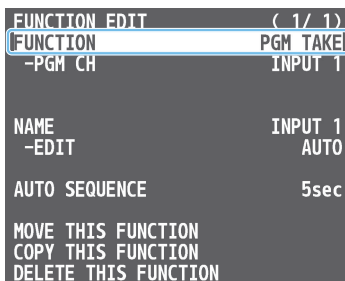 FUNCTION EDIT ( 1/ 1)
FUNCTION PGM TAKE
-PGM CH INPUT 1
NAME INPUT 1
-EDIT AUTO
AUTO SEQUENCE 5sec
MOVE THIS FUNCTION
COPY THIS FUNCTION
DELETE THIS FUNCTION